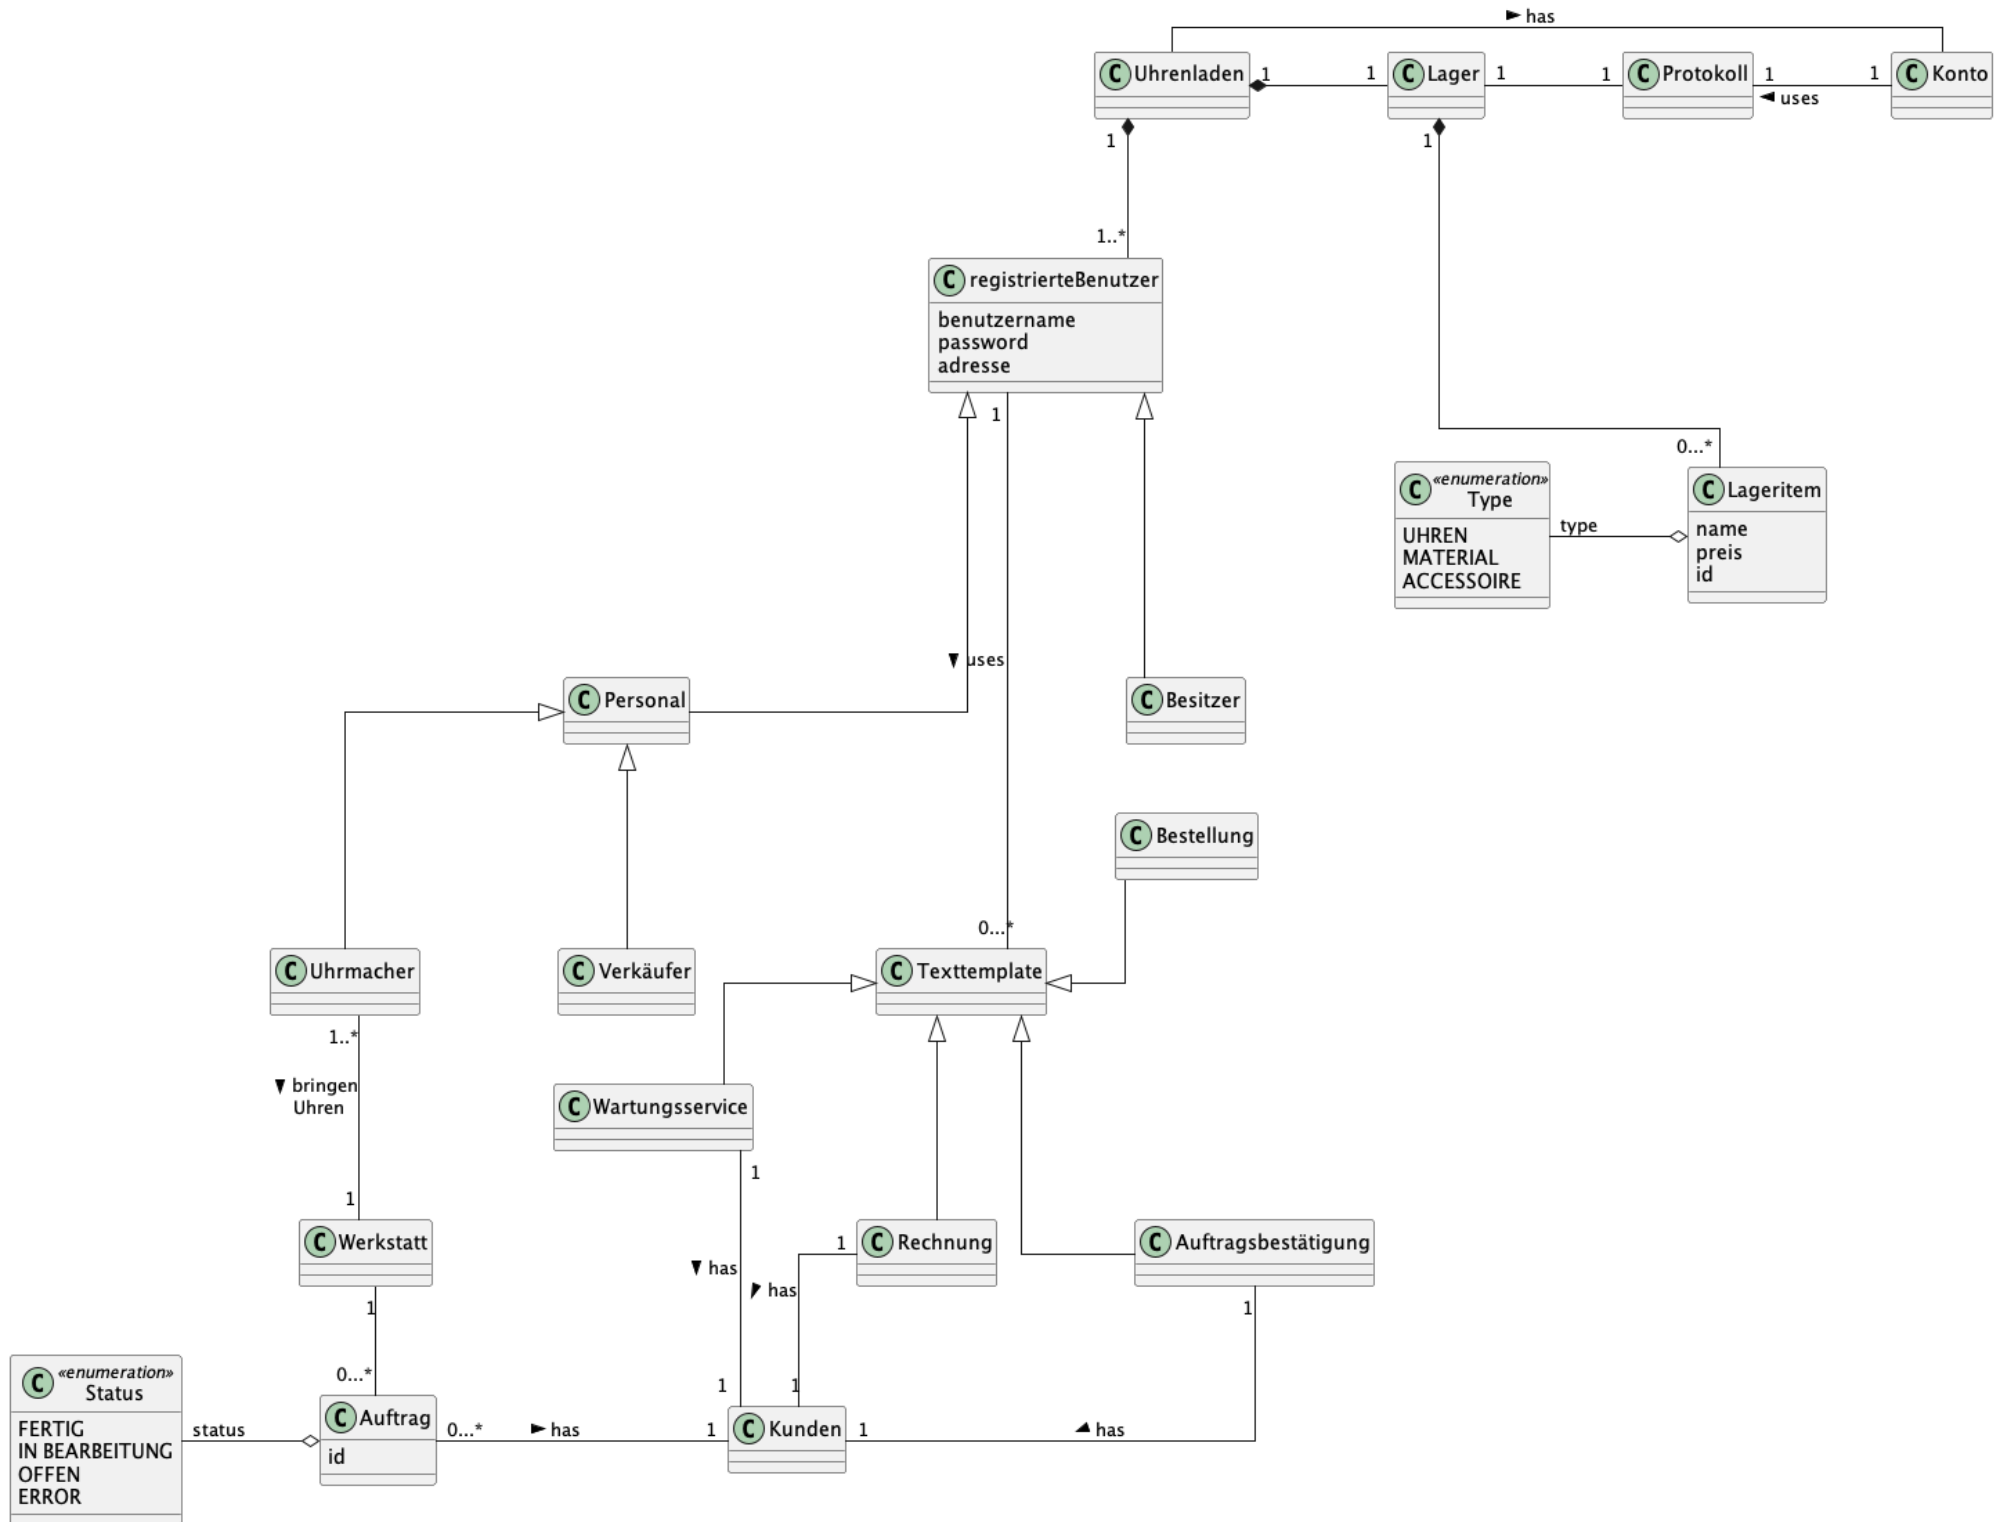 ► has
C Uhrenladen
1
1
C Lager
1
1
C Protokoll
1
1
◄ uses
C Konto
1
1
1..*
C registrierteBenutzer
benutzername
password
adresse
1
0...*
C «enumeration»
Type
UHREN
MATERIAL
ACCESSOIRE
type
C Lageritem
name
preis
id
▼ uses
C Personal
C Besitzer
C Bestellung
0...*
C Uhrmacher
C Verkäufer
C Texttemplate
1..*
▼ bringen
Uhren
1
C Wartungsservice
1
C Werkstatt
1
C Rechnung
C Auftragsbestätigung
▼ has
has
1
1
0...*
1
1
C «enumeration»
Status
FERTIG
IN BEARBEITUNG
OFFEN
ERROR
status
C Auftrag
id
0...*
► has
1
C Kunden
1
◄ has